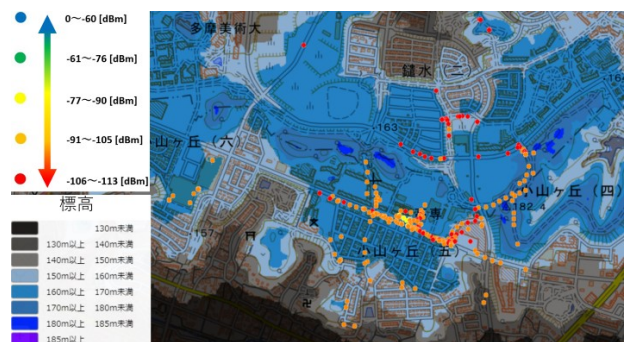 0～-60 [dBm]
-61～-76 [dBm]
-77～-90 [dBm]
-91～-105 [dBm]
-106～-113 [dBm]
標高
130m未満
130m以上 140m未満
140m以上 150m未満
150m以上 160m未満
160m以上 170m未満
170m以上 180m未満
180m以上 185m未満
185m以上
多摩美術大
鑓水（二）
163
小山ヶ丘（六）
小山ヶ丘（四）
182.4
157
専
小山ヶ丘（五）